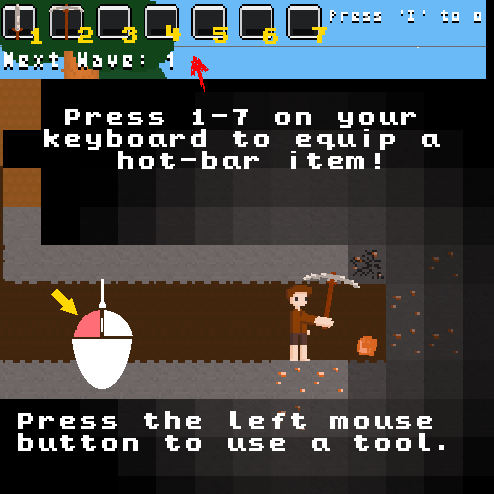 1 2 3 4 5 6 7 Press 'I' to o
Next Wave: 1
Press 1-7 on your
keyboard to equip a
hot-bar item!
Press the left mouse
button to use a tool.